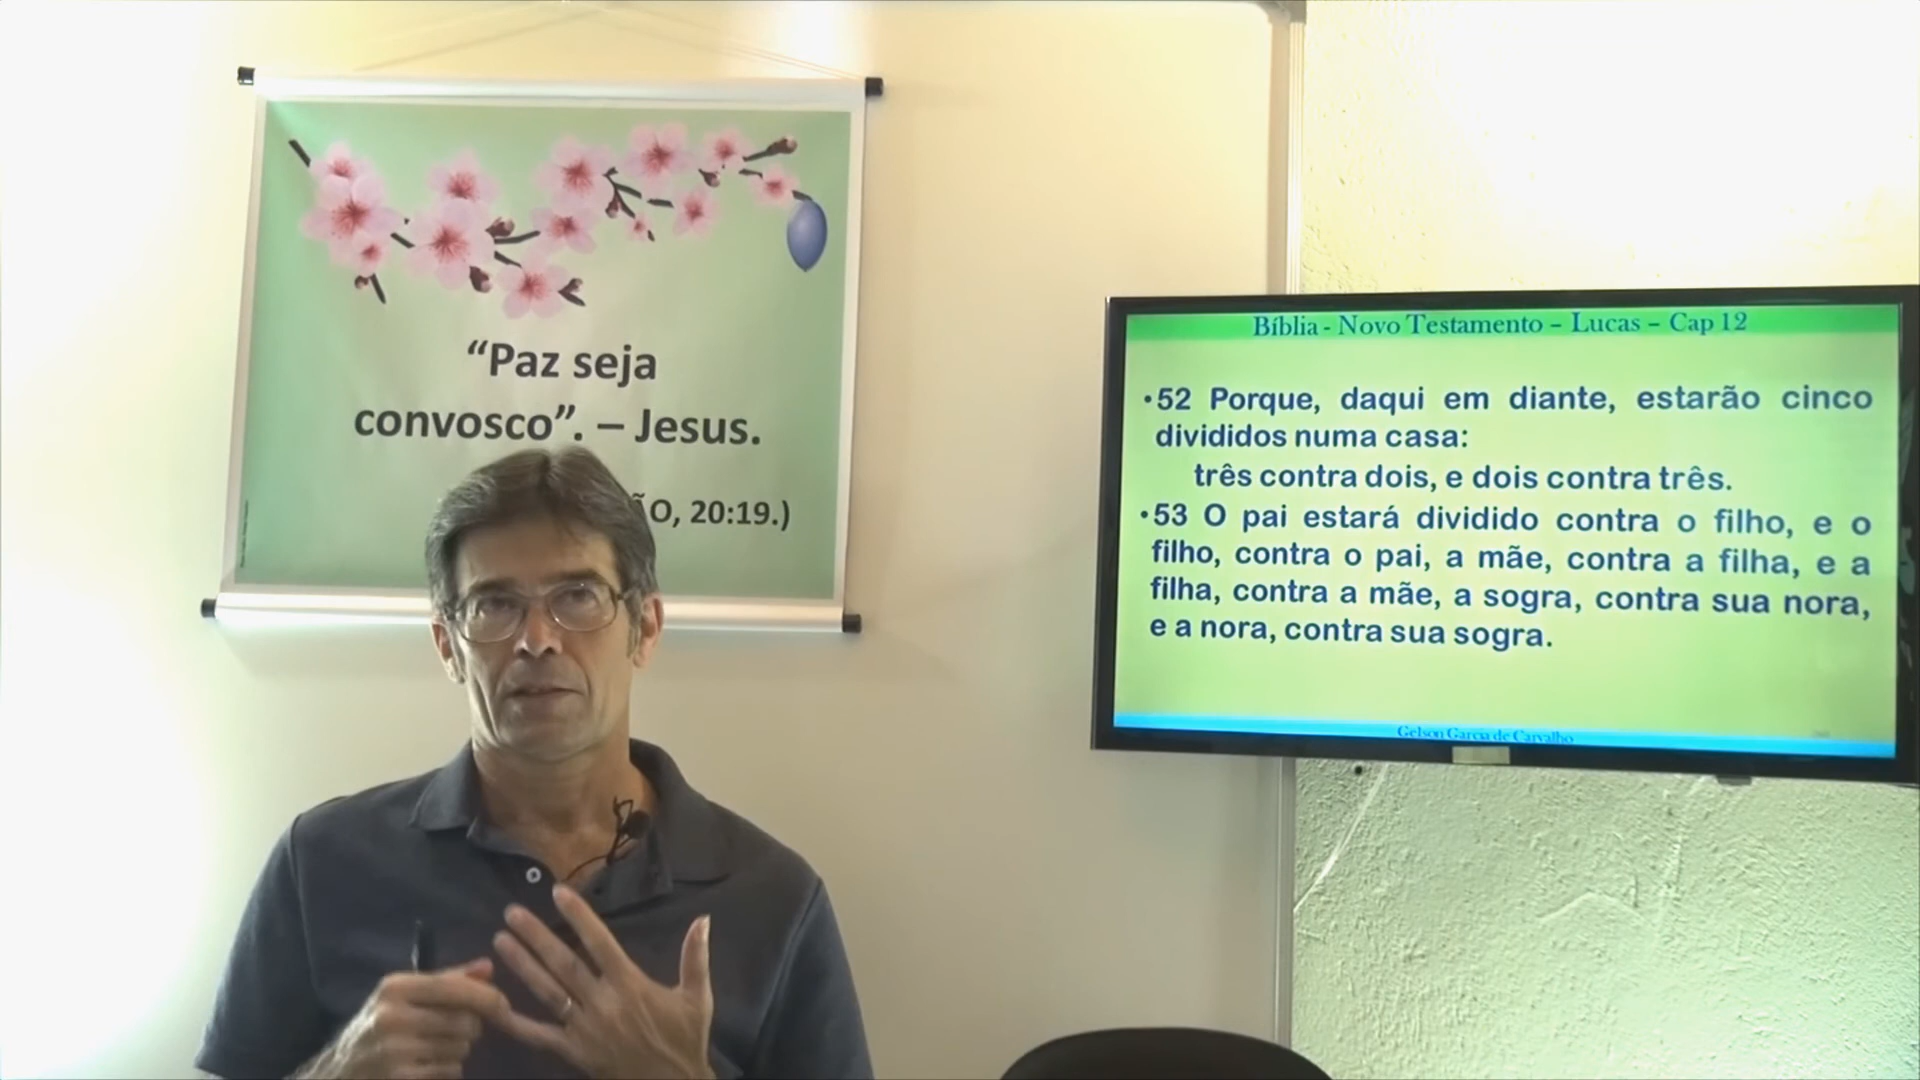 “Paz seja
convosco”. – Jesus.
ÃO, 20:19.)
Bíblia - Novo Testamento – Lucas – Cap 12
•52 Porque, daqui em diante, estarão cinco
divididos numa casa:
três contra dois, e dois contra três.
•53 O pai estará dividido contra o filho, e o
filho, contra o pai, a mãe, contra a filha, e a
filha, contra a mãe, a sogra, contra sua nora,
e a nora, contra sua sogra.
Gelson Garcia de Carvalho